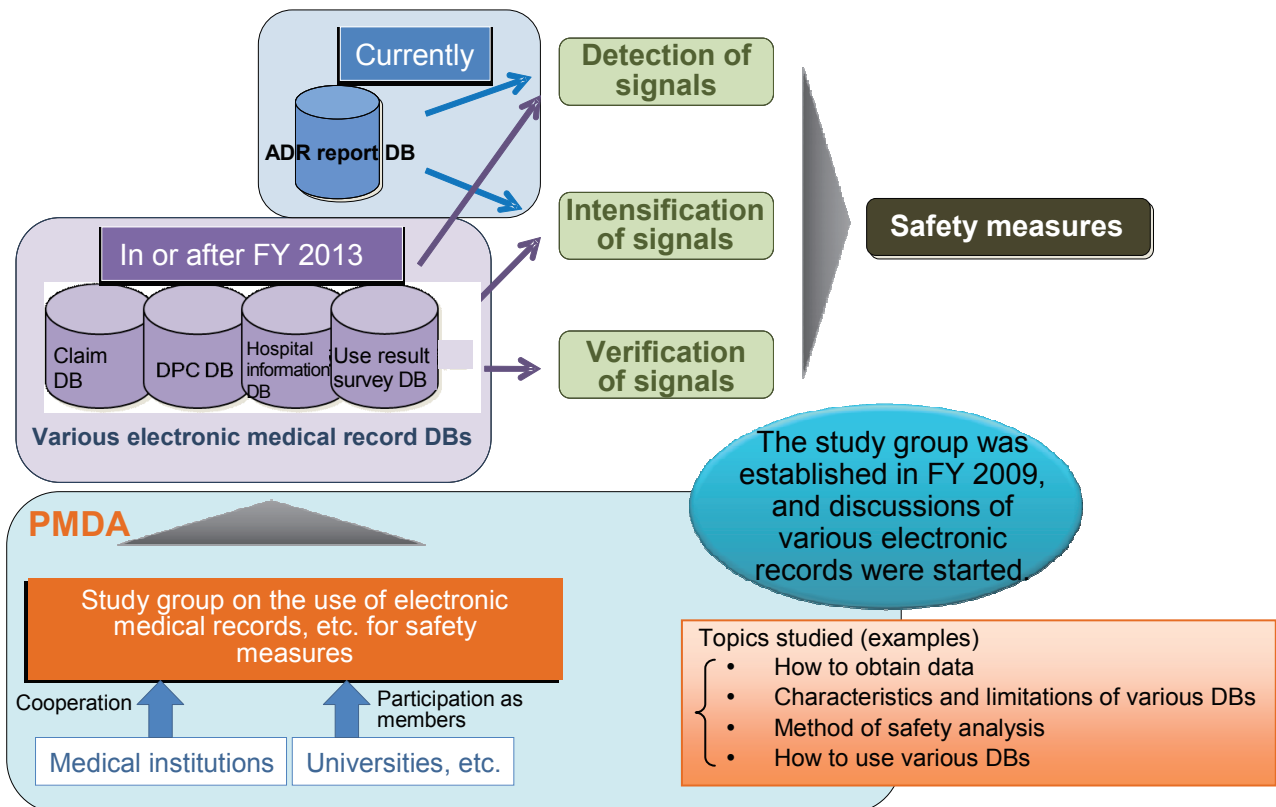 Currently
ADR report DB
Detection of
signals
Intensification
of signals
Verification
of signals
Safety measures
In or after FY 2013
Claim
DB
DPC DB
Hospital
information
DB
Use result
survey DB
Various electronic medical record DBs
The study group was
established in FY 2009,
and discussions of
various electronic
records were started.
PMDA
Study group on the use of electronic
medical records, etc. for safety
measures
Cooperation
Participation as
members
Medical institutions
Universities, etc.
Topics studied (examples)
• How to obtain data
• Characteristics and limitations of various DBs
• Method of safety analysis
• How to use various DBs